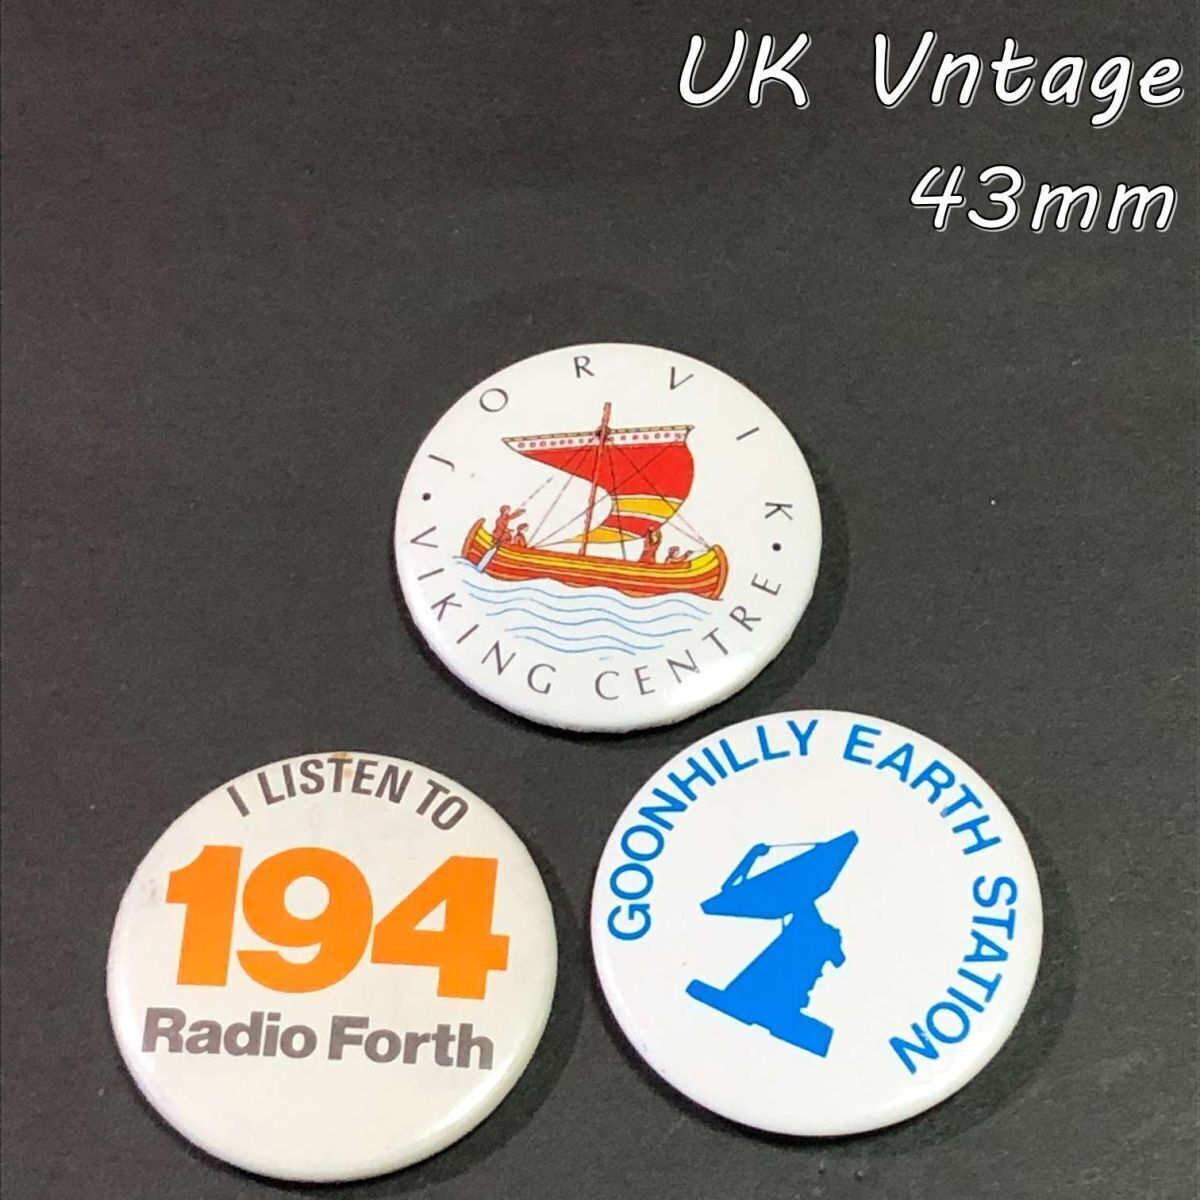 UK Vntage
43mm
JORVIK
• VIKING CENTRE •
I LISTEN TO
194
Radio Forth
GOONHILLY EARTH STATION